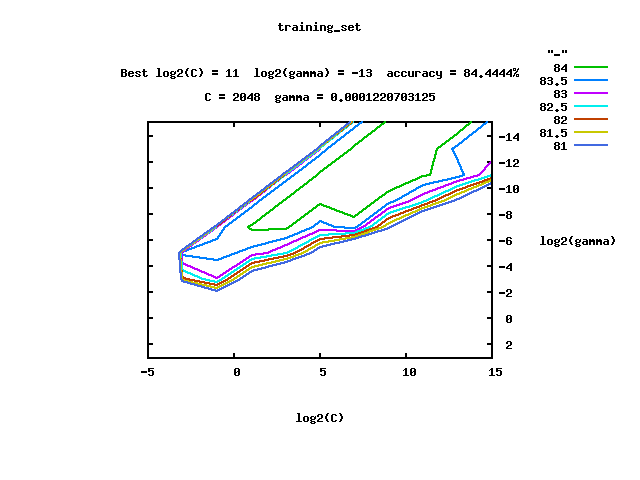 training_set
"_"
Best log2(C) = 11 log2(gamma) = -13 accuracy = 84.4444%
C = 2048 gamma = 0.0001220703125
84
83.5
83
82.5
82
81.5
81
-14
-12
-10
-8
-6
-4
-2
0
2
log2(gamma)
-5 0 5 10 15
log2(C)